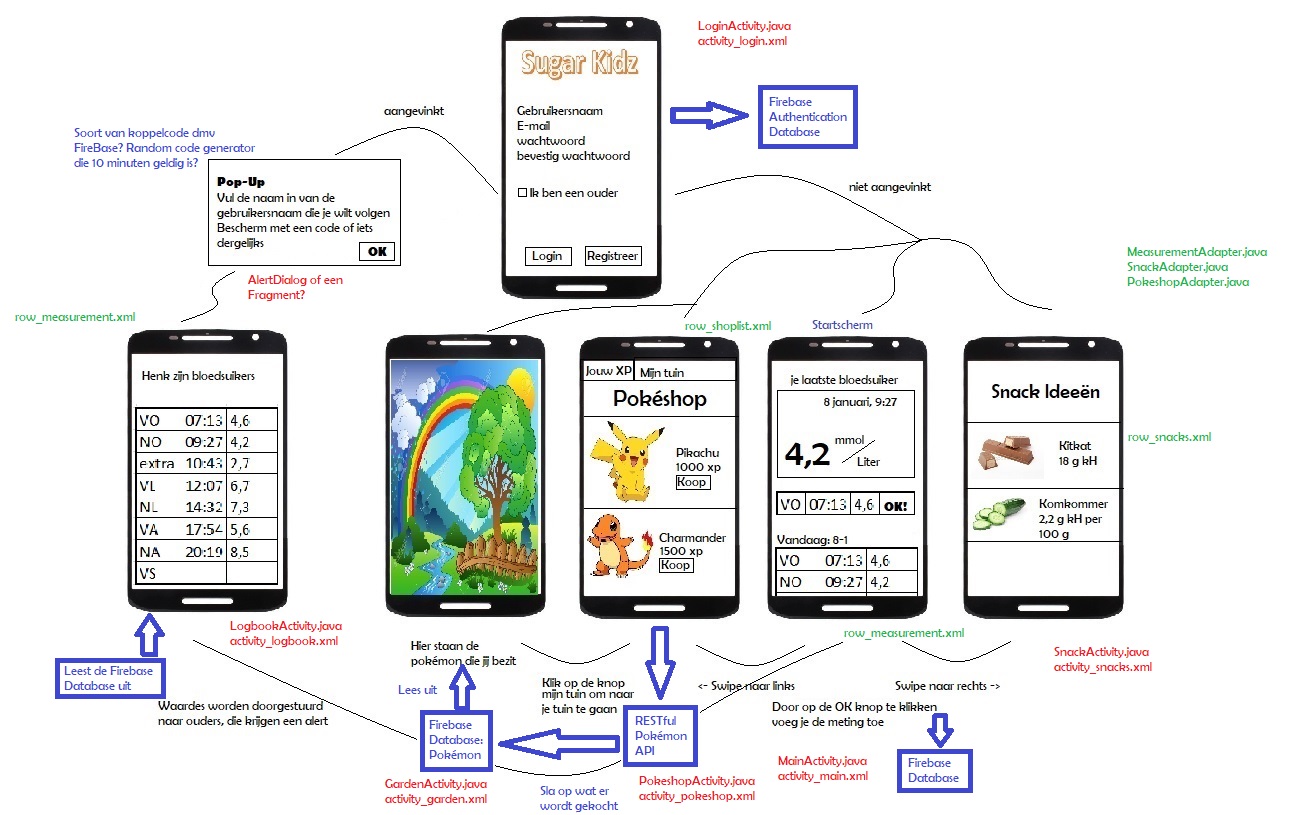 LoginActivity.java
activity_login.xml
Sugar Kidz
Gebruikersnaam
E-mail
wachtwoord
bevestig wachtwoord
Ik ben een ouder
Login
Registreer
Firebase
Authentication
Database
aangevinkt
niet aangevinkt
Soort van koppelcode dmv
FireBase? Random code generator
die 10 minuten geldig is?
Pop-Up
Vul de naam in van de
gebruikersnaam die je wilt volgen
Bescherm met een code of iets
dergelijks
OK
AlertDialog of een
Fragment?
MeasurementAdapter.java
SnackAdapter.java
PokeshopAdapter.java
row_measurement.xml
row_shoplist.xml
Startscherm
Henk zijn bloedsuikers
VO 07:13 4,6
NO 09:27 4,2
extra 10:43 2,7
VL 12:07 6,7
NL 14:32 7,3
VA 17:54 5,6
NA 20:19 8,5
VS
Jouw XP
Mijn tuin
Pokéshop
Pikachu
1000 xp
Koop
Charmander
1500 xp
Koop
je laatste bloedsuiker
8 januari, 9:27
4,2 mmol
Liter
VO 07:13 4,6 OK!
Vandaag: 8-1
VO 07:13 4,6
NO 09:27 4,2
Snack Ideeën
Kitkat
18 g kH
Komkommer
2,2 g kH per
100 g
row_snacks.xml
LogbookActivity.java
activity_logbook.xml
Leest de Firebase
Database uit
Waardes worden doorgestuurd
naar ouders, die krijgen een alert
Hier staan de
pokémon die jij bezit
Lees uit
Firebase
Database:
Pokémon
GardenActivity.java
activity_garden.xml
Klik op de knop
mijn tuin om naar
je tuin te gaan
RESTful
Pokémon
API
Sla op wat er
wordt gekocht
PokeshopActivity.java
activity_pokeshop.xml
row_measurement.xml
<- Swipe naar links
Swipe naar rechts ->
Door op de OK knop te klikken
voeg je de meting toe
MainActivity.java
activity_main.xml
Firebase
Database
SnackActivity.java
activity_snacks.xml